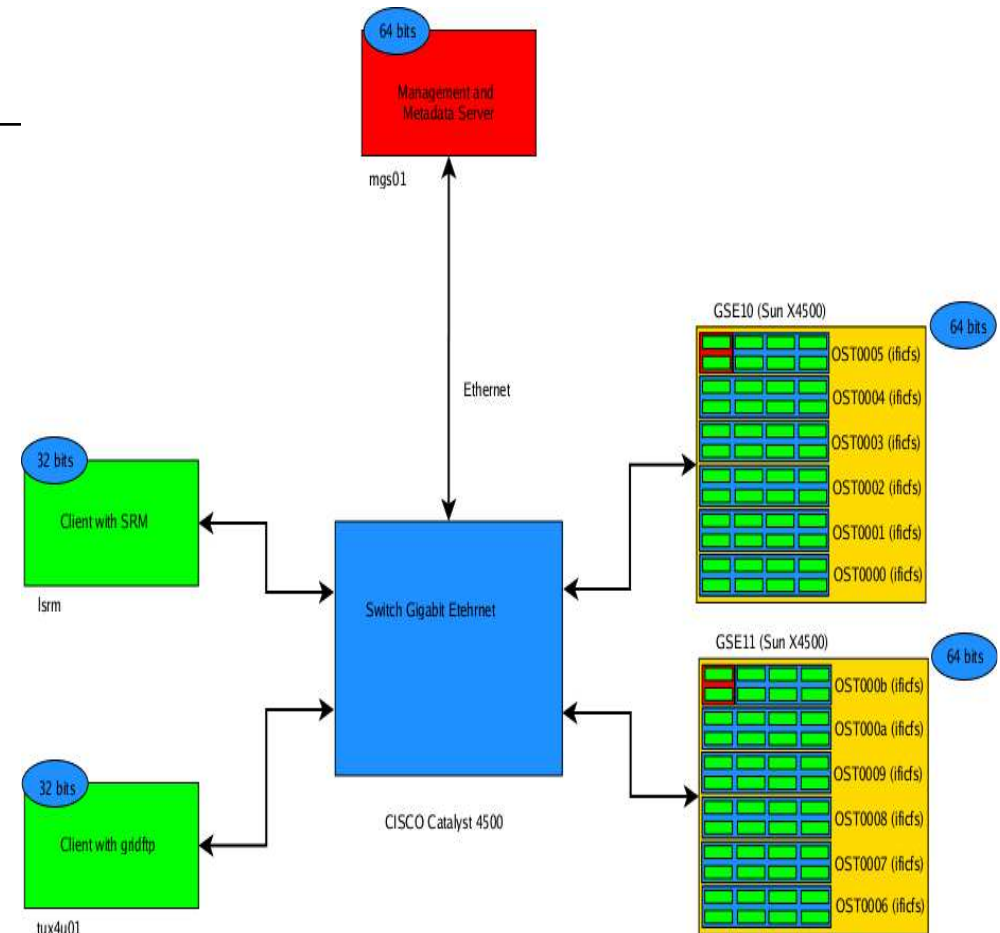 64 bits
Management and
Metadata Server
mgs01
Ethernet
GSE10 (Sun X4500)
64 bits
OST0005 (ificfs)
OST0004 (ificfs)
OST0003 (ificfs)
OST0002 (ificfs)
OST0001 (ificfs)
OST0000 (ificfs)
32 bits
Client with SRM
lsrm
Switch Gigabit Etehrnet
CISCO Catalyst 4500
GSE11 (Sun X4500)
64 bits
OST000b (ificfs)
OST000a (ificfs)
OST0009 (ificfs)
OST0008 (ificfs)
OST0007 (ificfs)
OST0006 (ificfs)
32 bits
Client with gridftp
tux4u01